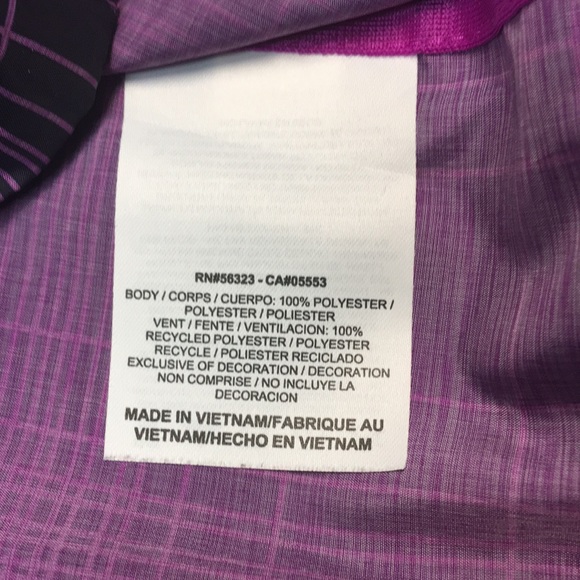 RN#56323 - CA#05553
BODY / CORPS / CUERPO: 100% POLYESTER /
POLYESTER / POLIESTER
VENT / FENTE / VENTILACION: 100%
RECYCLED POLYESTER / POLYESTER
RECYCLE / POLIESTER RECICLADO
EXCLUSIVE OF DECORATION / DECORATION
NON COMPRISE / NO INCLUYE LA
DECORACION
MADE IN VIETNAM/FABRIQUE AU
VIETNAM/HECHO EN VIETNAM